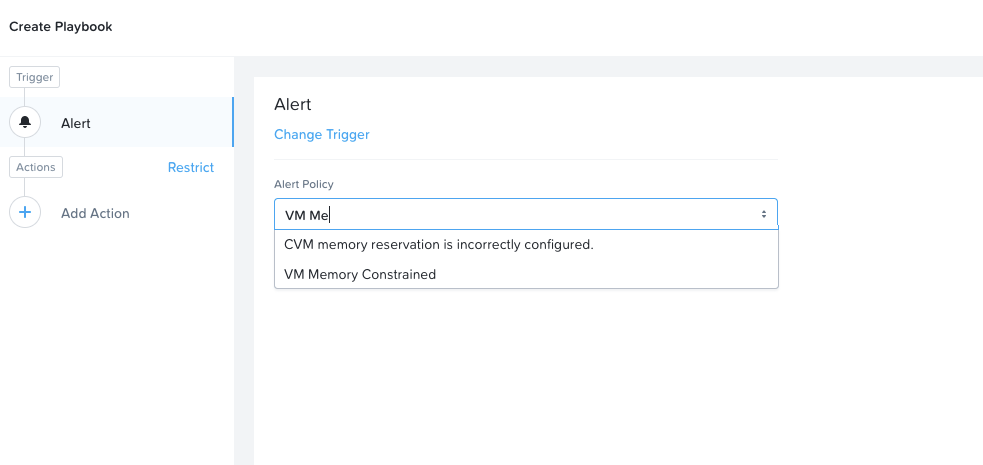 Create Playbook
Trigger
Alert
Actions
Restrict
Add Action
Alert
Change Trigger
Alert Policy
VM Me
CVM memory reservation is incorrectly configured.
VM Memory Constrained